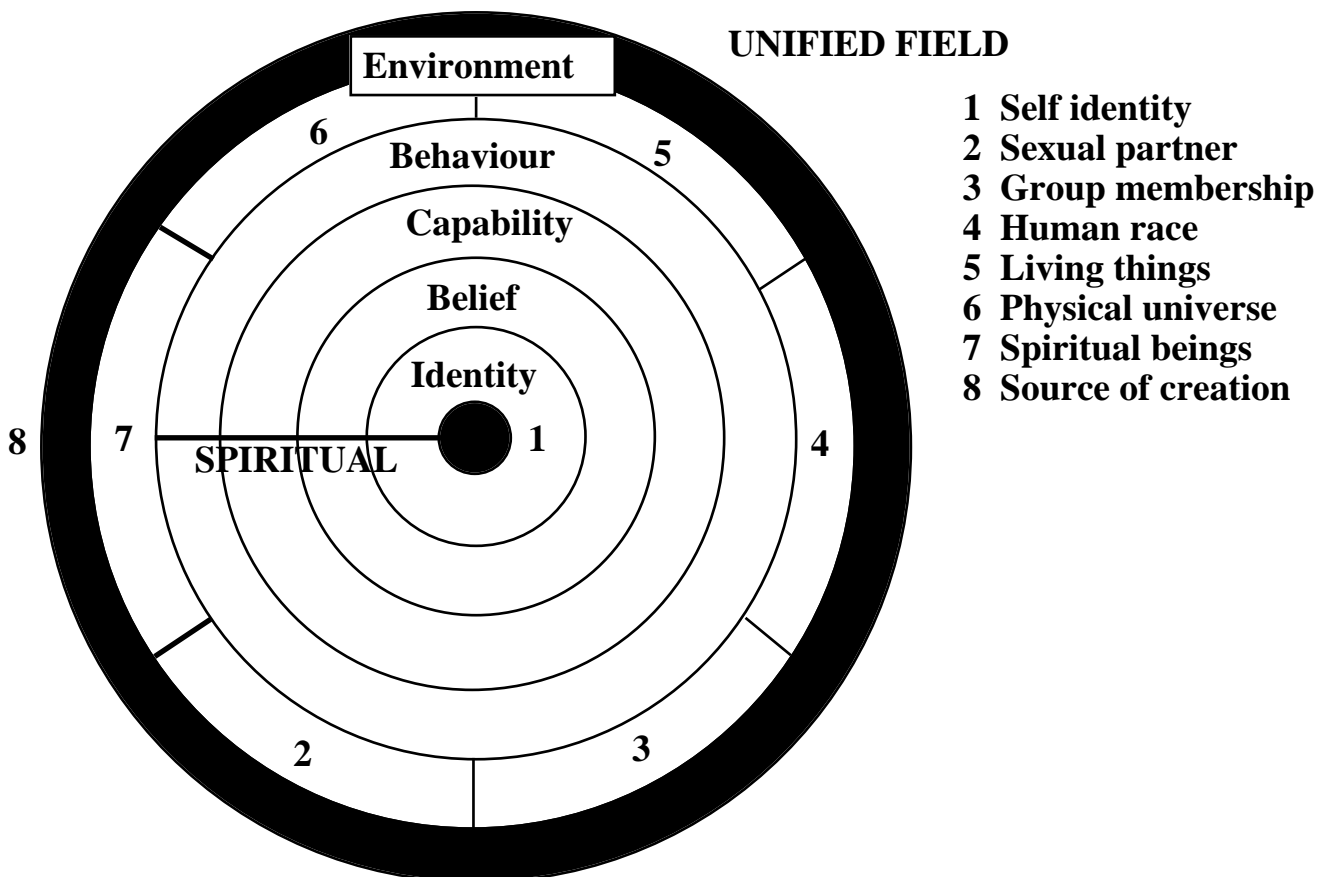 UNIFIED FIELD
Environment
1 Self identity
2 Sexual partner
3 Group membership
4 Human race
5 Living things
6 Physical universe
7 Spiritual beings
8 Source of creation
6
5
Behaviour
Capability
Belief
Identity
8
7
1
4
SPIRITUAL
2
3